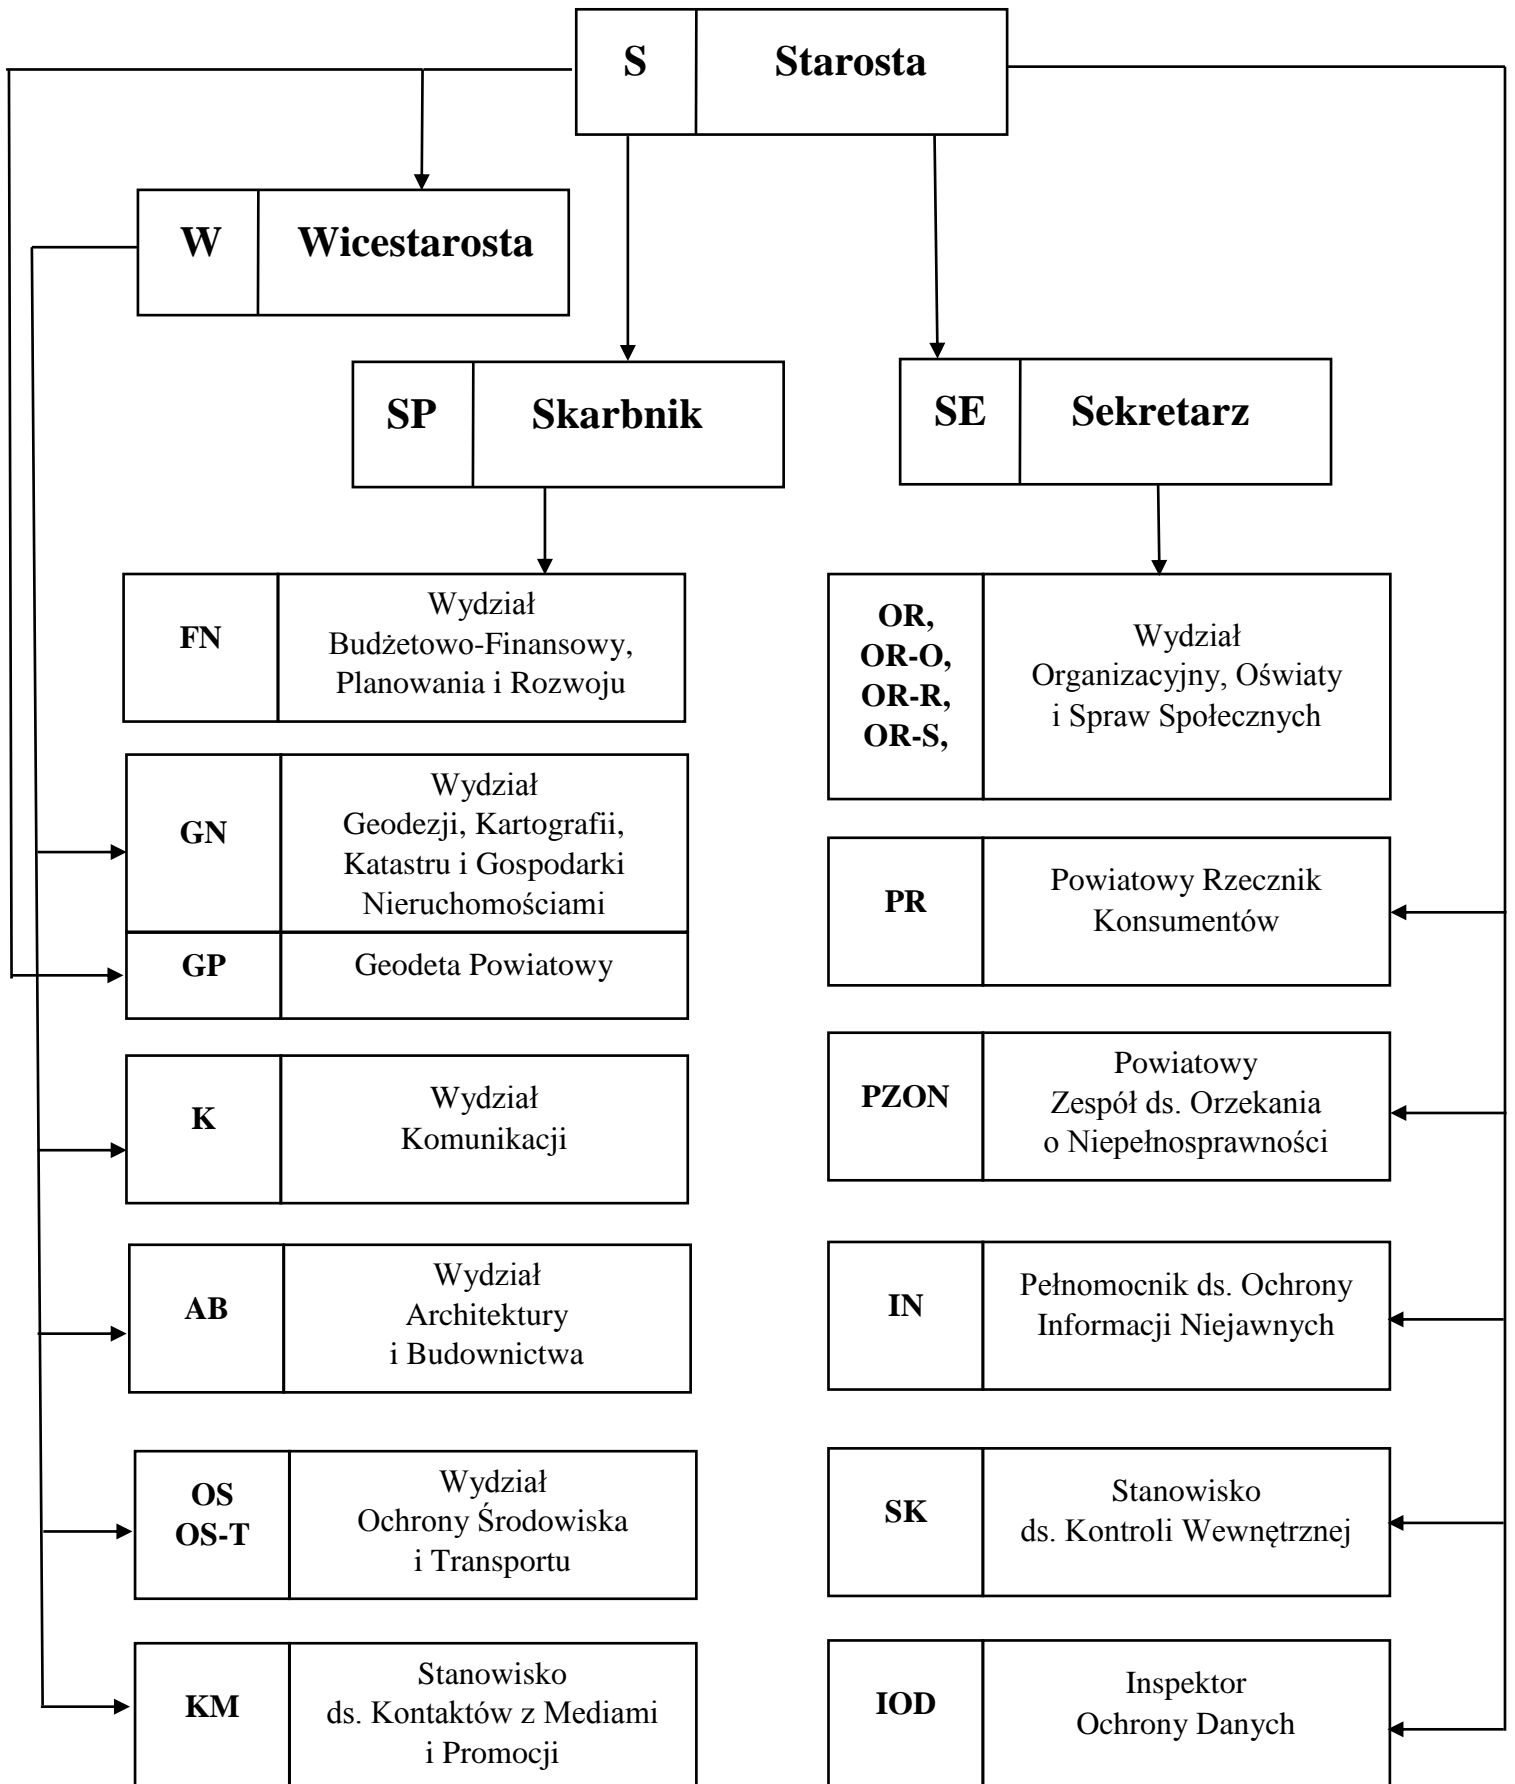 S
Starosta
W
Wicestarosta
SP
Skarbnik
SE
Sekretarz
FN
Wydział
Budżetowo-Finansowy,
Planowania i Rozwoju
OR,
OR-O,
OR-R,
OR-S,
Wydział
Organizacyjny, Oświaty
i Spraw Społecznych
GN
Wydział
Geodezji, Kartografii,
Katastru i Gospodarki
Nieruchomościami
GP
Geodeta Powiatowy
PR
Powiatowy Rzecznik
Konsumentów
K
Wydział
Komunikacji
PZON
Powiatowy
Zespół ds. Orzekania
o Niepełnosprawności
AB
Wydział
Architektury
i Budownictwa
IN
Pełnomocnik ds. Ochrony
Informacji Niejawnych
OS
OS-T
Wydział
Ochrony Środowiska
i Transportu
SK
Stanowisko
ds. Kontroli Wewnętrznej
KM
Stanowisko
ds. Kontaktów z Mediami
i Promocji
IOD
Inspektor
Ochrony Danych